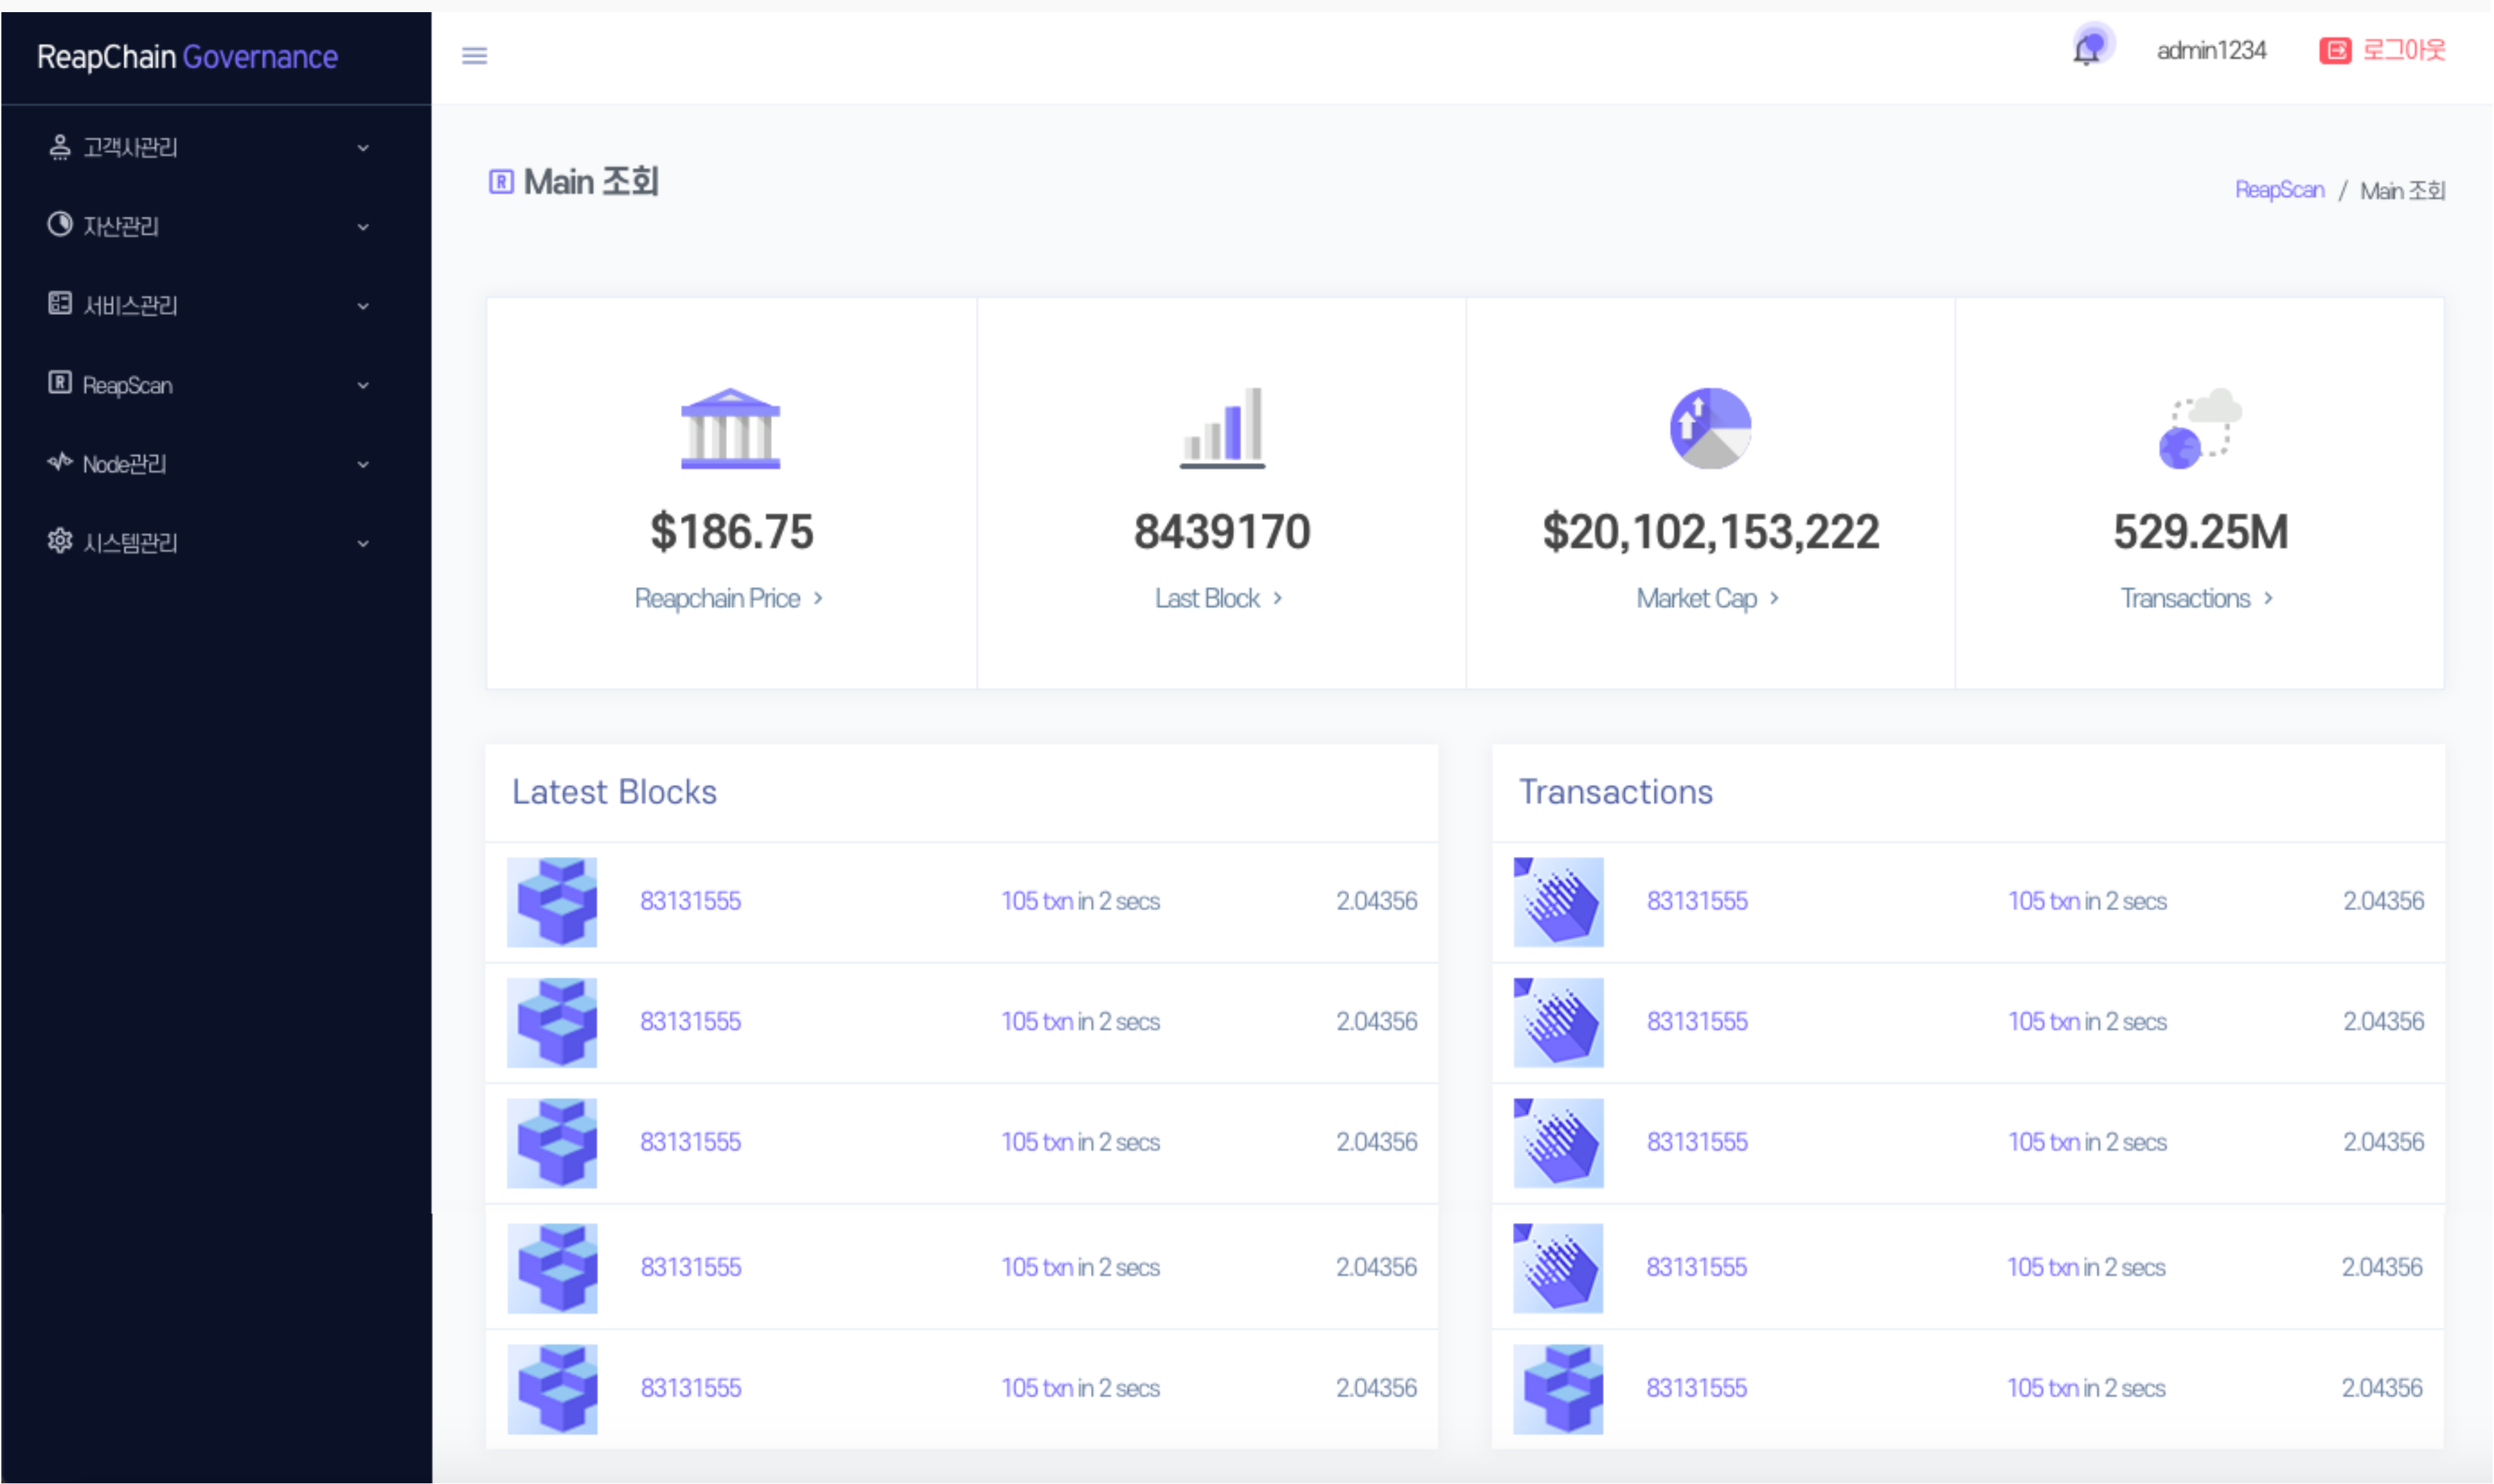 ReapChain Governance
admin1234
로그아웃
고객사관리
자산관리
서비스관리
R ReapScan
Node관리
시스템관리
R Main 조회
ReapScan / Main 조회
$186.75
Reapchain Price >
8439170
Last Block >
$20,102,153,222
Market Cap >
529.25M
Transactions >
Latest Blocks
83131555 105 txn in 2 secs 2.04356
83131555 105 txn in 2 secs 2.04356
83131555 105 txn in 2 secs 2.04356
83131555 105 txn in 2 secs 2.04356
83131555 105 txn in 2 secs 2.04356
Transactions
83131555 105 txn in 2 secs 2.04356
83131555 105 txn in 2 secs 2.04356
83131555 105 txn in 2 secs 2.04356
83131555 105 txn in 2 secs 2.04356
83131555 105 txn in 2 secs 2.04356